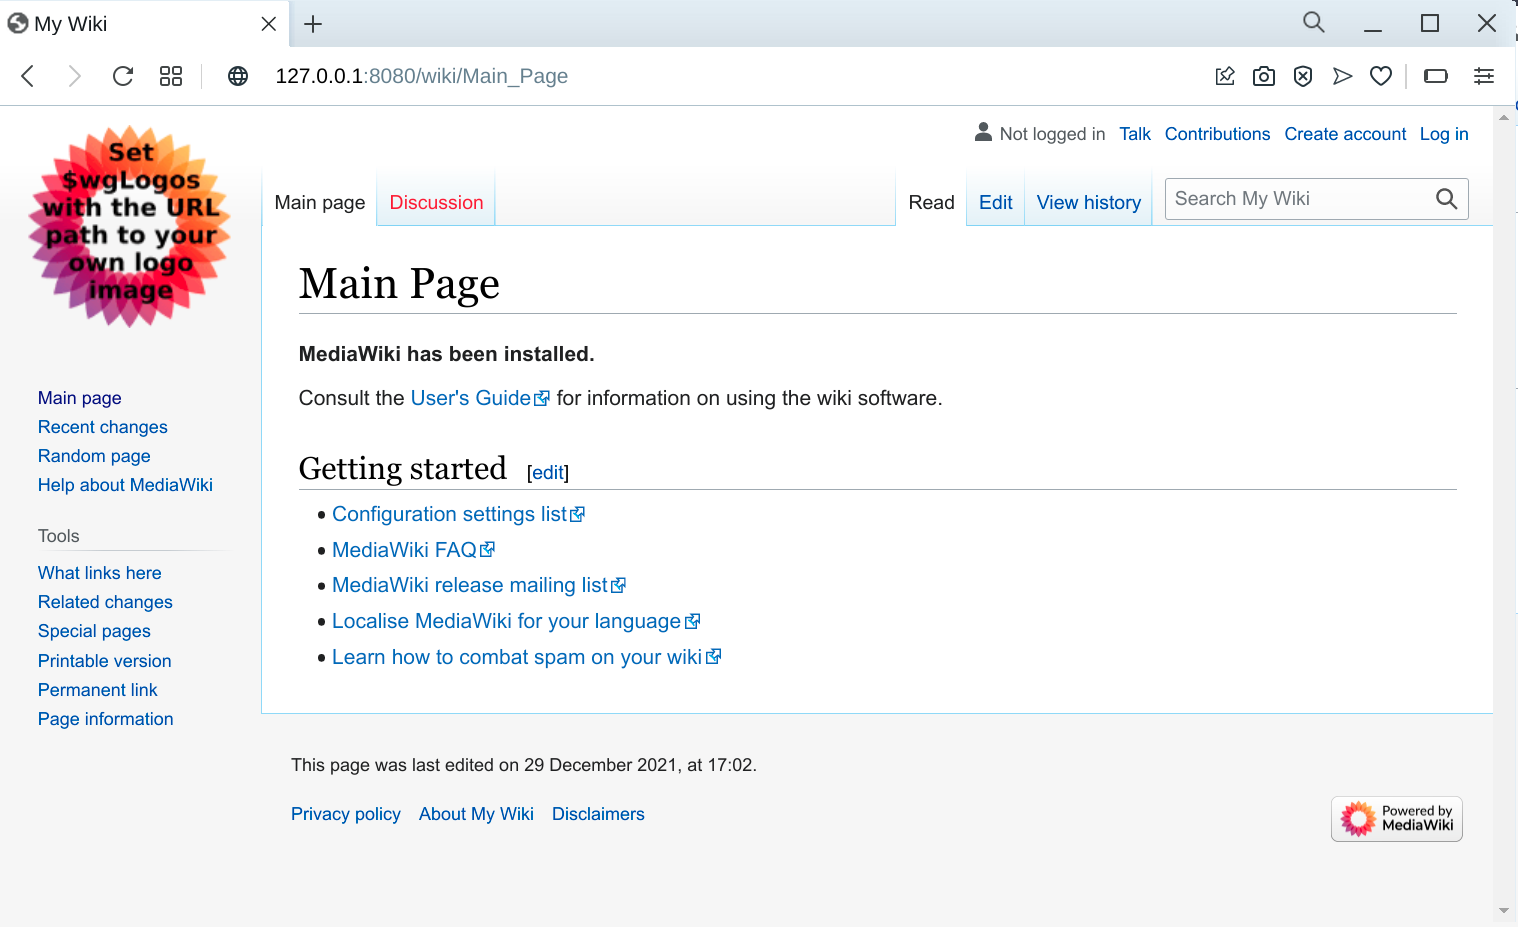 My Wiki
127.0.0.1:8080/wiki/Main_Page
Set
$wgLogos
with the URL
path to your
own logo
image
Not logged in Talk Contributions Create account Log in
Main page Discussion Read Edit View history Search My Wiki
Main Page
MediaWiki has been installed.
Consult the User's Guide for information on using the wiki software.
Getting started [edit]
• Configuration settings list
• MediaWiki FAQ
• MediaWiki release mailing list
• Localise MediaWiki for your language
• Learn how to combat spam on your wiki
Main page
Recent changes
Random page
Help about MediaWiki
Tools
What links here
Related changes
Special pages
Printable version
Permanent link
Page information
This page was last edited on 29 December 2021, at 17:02.
Privacy policy About My Wiki Disclaimers
Powered by
MediaWiki